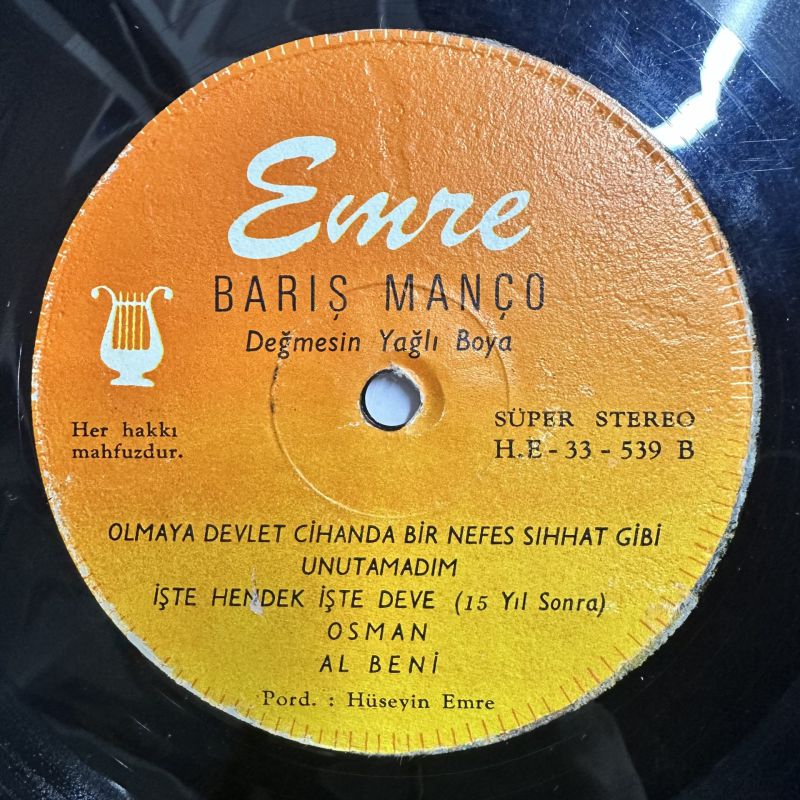 Emre
BARIŞ MANÇO
Değmesin Yağlı Boya
Her hakkı
mahfuzdur.
SÜPER STEREO
H.E - 33 - 539 B
OLMAYA DEVLET CİHANDA BİR NEFES SIHHAT GİBİ
UNUTAMADIM
İŞTE HENDEK İŞTE DEVE (15 Yıl Sonra)
OSMAN
AL BENİ
Pord. : Hüseyin Emre